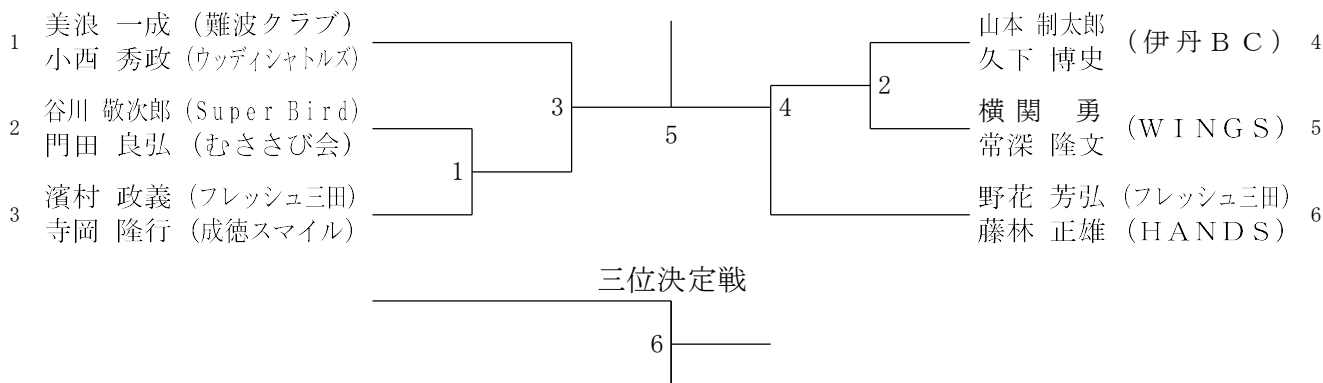 1
美浪 一成 (難波クラブ)
小西 秀政 (ウッディシャトルズ)
2
谷川 敬次郎 (Super Bird)
門田 良弘 (むささび会)
3
濱村 政義 (フレッシュ三田)
寺岡 隆行 (成徳スマイル)
1
3
5
4
2
山本 制太郎
久下 博史
(伊丹BC) 4
横関 勇
常深 隆文
(WINGS) 5
野花 芳弘 (フレッシュ三田)
藤林 正雄 (HANDS)
6
三位決定戦
6